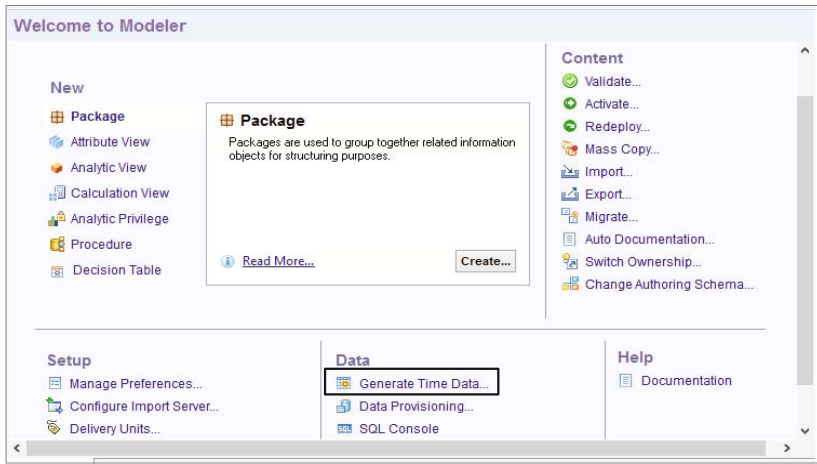 Welcome to Modeler
New
Package
Attribute View
Analytic View
Calculation View
Analytic Privilege
Procedure
Decision Table
Package
Packages are used to group together related information
objects for structuring purposes.
Read More...
Create...
Content
Validate...
Activate...
Redeploy...
Mass Copy...
Import...
Export...
Migrate...
Auto Documentation...
Switch Ownership...
Change Authoring Schema...
Setup
Manage Preferences...
Configure Import Server...
Delivery Units...
Data
Generate Time Data...
Data Provisioning...
SQL Console
Help
Documentation